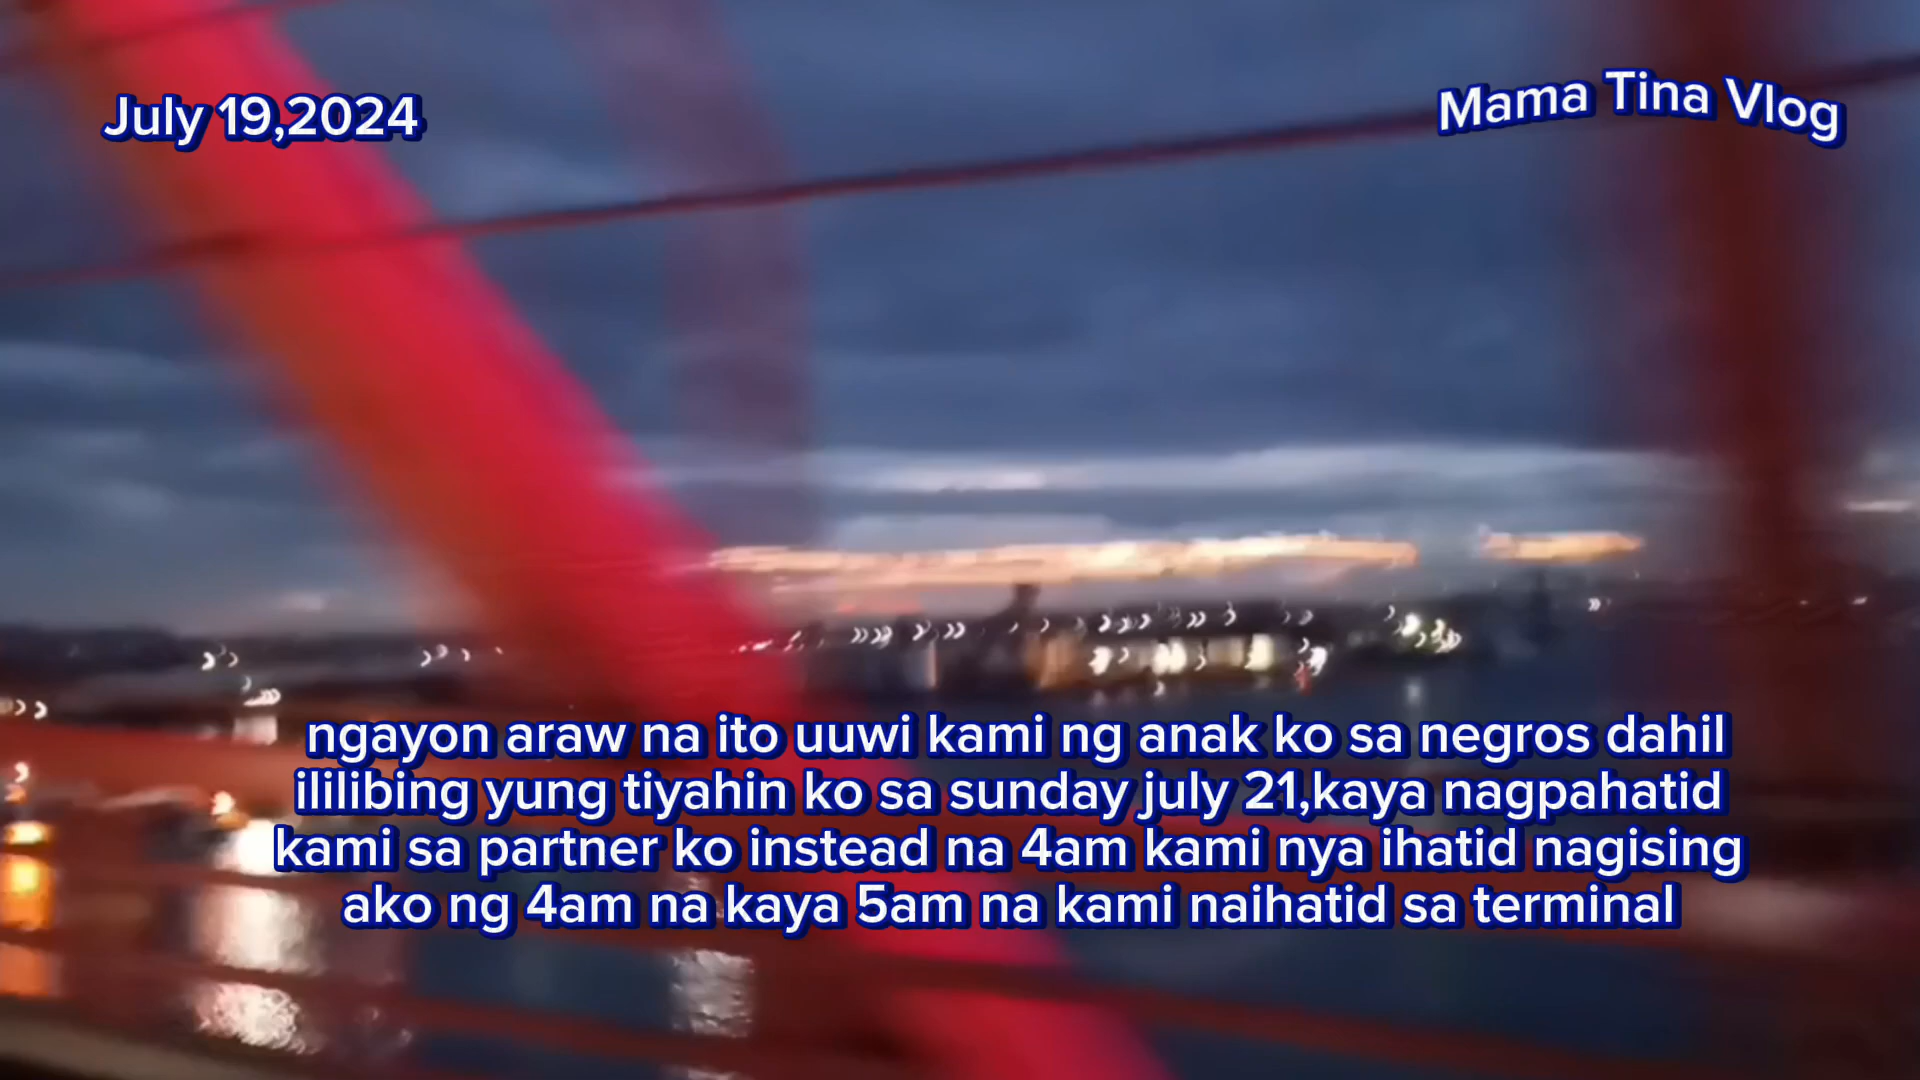 July 19,2024
Mama Tina Vlog
ngayon araw na ito uuwi kami ng anak ko sa negros dahil
ililibing yung tiyahin ko sa sunday july 21,kaya nagpahatid
kami sa partner ko instead na 4am kami nya ihatid nagising
ako ng 4am na kaya 5am na kami naihatid sa terminal